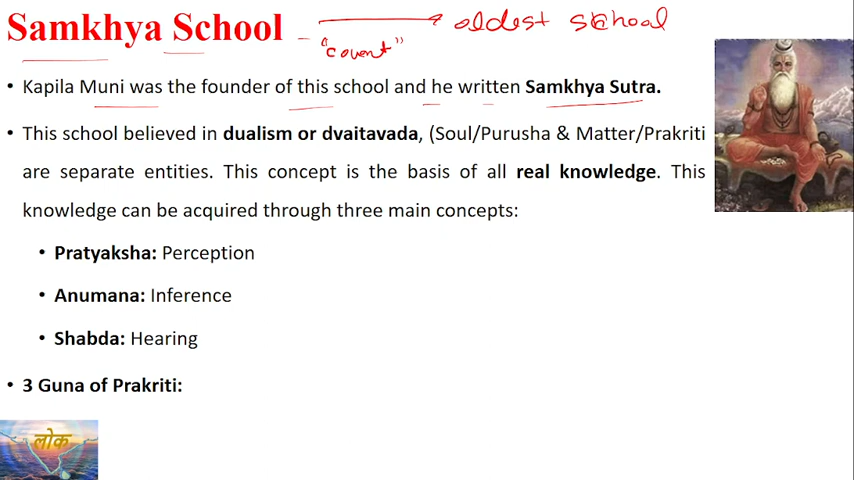 Samkhya School
oldest school
"count"
• Kapila Muni was the founder of this school and he written Samkhya Sutra.
• This school believed in dualism or dvaitavada, (Soul/Purusha & Matter/Prakriti
are separate entities. This concept is the basis of all real knowledge. This
knowledge can be acquired through three main concepts:
• Pratyaksha: Perception
• Anumana: Inference
• Shabda: Hearing
• 3 Guna of Prakriti:
लोक